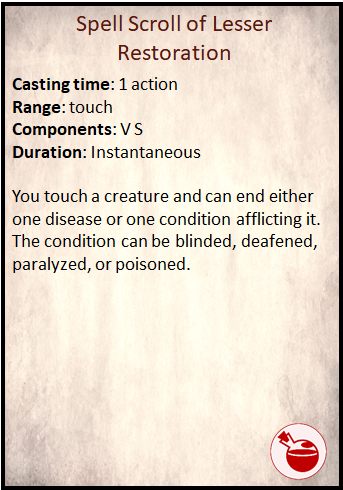 Spell Scroll of Lesser
Restoration
Casting time: 1 action
Range: touch
Components: V S
Duration: Instantaneous
You touch a creature and can end either
one disease or one condition afflicting it.
The condition can be blinded, deafened,
paralyzed, or poisoned.